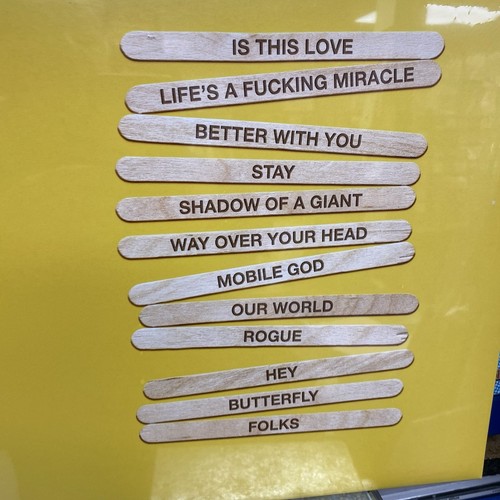 IS THIS LOVE
LIFE'S A FUCKING MIRACLE
BETTER WITH YOU
STAY
SHADOW OF A GIANT
WAY OVER YOUR HEAD
MOBILE GOD
OUR WORLD
ROGUE
HEY
BUTTERFLY
FOLKS